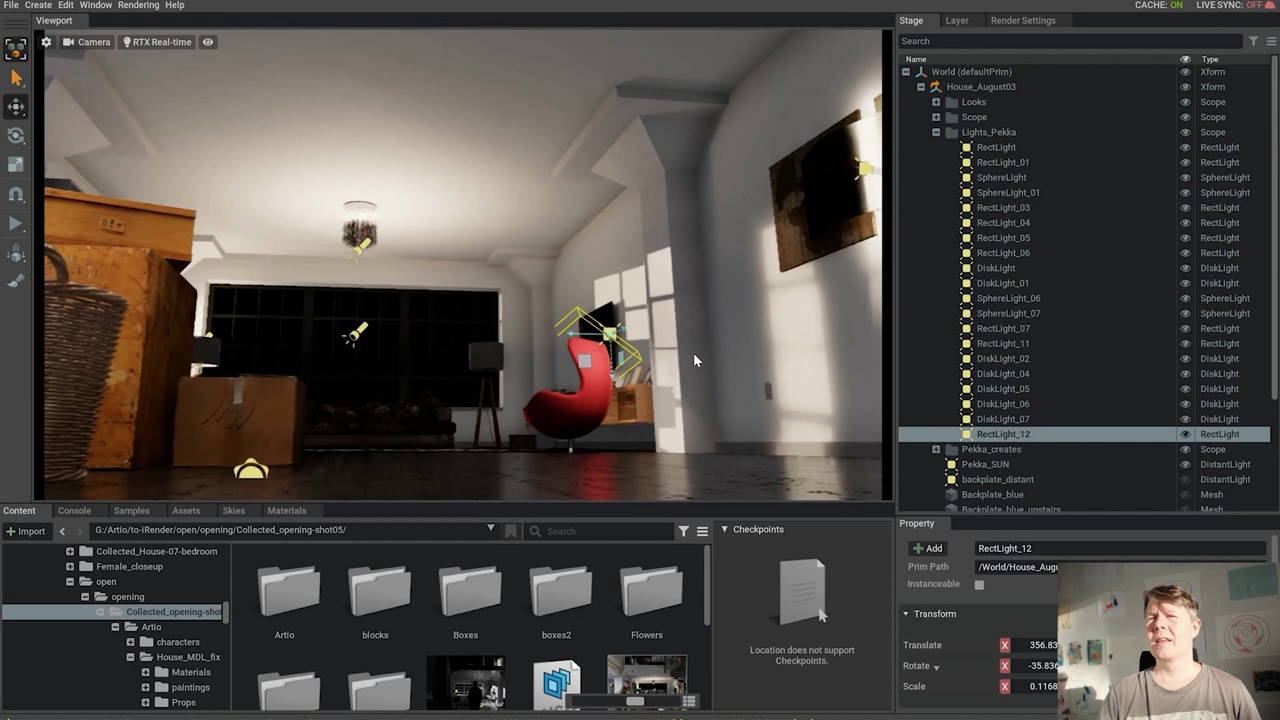 File Create Edit Window Rendering Help
CACHE: ON LIVE SYNC: OFF
Viewport
Camera
RTX Real-time
Stage Layer Render Settings
Search
Name Type
World (defaultPrim) Xform
House_August03 Xform
Looks Scope
Scope Scope
Lights_Pekka Scope
RectLight RectLight
RectLight_01 RectLight
SphereLight SphereLight
SphereLight_01 SphereLight
RectLight_03 RectLight
RectLight_04 RectLight
RectLight_05 RectLight
RectLight_06 RectLight
DiskLight DiskLight
DiskLight_01 DiskLight
SphereLight_06 SphereLight
SphereLight_07 SphereLight
RectLight_07 RectLight
RectLight_11 RectLight
DiskLight_02 DiskLight
DiskLight_04 DiskLight
DiskLight_05 DiskLight
DiskLight_06 DiskLight
DiskLight_07 DiskLight
RectLight_12 RectLight
Pekka_creates Scope
Pekka_SUN DistantLight
backplate_distant DistantLight
Backplate_blue Mesh
Backplate_blue_upstairs Mesh
Content Console Samples Assets Skies Materials
Import
G:/Artio/to-iRender/open/opening/Collected_opening-shot05/
Search
Collected_House-07-bedroom
Female_closeup
open
opening
Collected_opening-shot
Artio
characters
House_MDL_fix
Materials
paintings
Props
Artio
blocks
Boxes
boxes2
Flowers
Checkpoints
Location does not support
Checkpoints.
Property
Add RectLight_12
Prim Path /World/House_Augu
Instanceable
Transform
Translate X 356.83
Rotate X -35.836
Scale X 0.1168